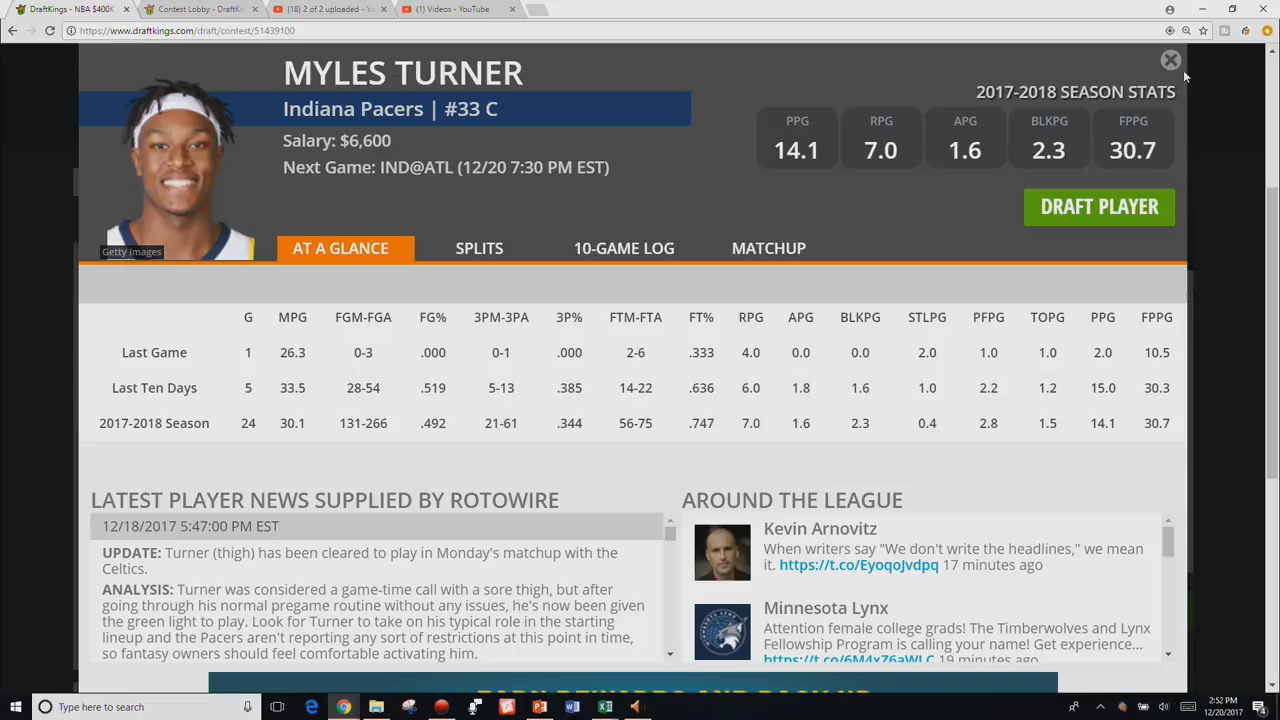 DraftKings - NBA $400K
Contest Lobby - DraftKin
(18) 2 of 2 uploaded - Yo
(1) Videos - YouTube
https://www.draftkings.com/draft/contest/51439100
MYLES TURNER
Indiana Pacers | #33 C
Salary: $6,600
Next Game: IND@ATL (12/20 7:30 PM EST)
2017-2018 SEASON STATS
PPG RPG APG BLKPG FPPG
14.1 7.0 1.6 2.3 30.7
DRAFT PLAYER
Getty Images
AT A GLANCE SPLITS 10-GAME LOG MATCHUP
G MPG FGM-FGA FG% 3PM-3PA 3P% FTM-FTA FT% RPG APG BLKPG STLPG PFPG TOPG PPG FPPG
Last Game 1 26.3 0-3 .000 0-1 .000 2-6 .333 4.0 0.0 0.0 2.0 1.0 1.0 2.0 10.5
Last Ten Days 5 33.5 28-54 .519 5-13 .385 14-22 .636 6.0 1.8 1.6 1.0 2.2 1.2 15.0 30.3
2017-2018 Season 24 30.1 131-266 .492 21-61 .344 56-75 .747 7.0 1.6 2.3 0.4 2.8 1.5 14.1 30.7
LATEST PLAYER NEWS SUPPLIED BY ROTOWIRE
12/18/2017 5:47:00 PM EST
UPDATE: Turner (thigh) has been cleared to play in Monday's matchup with the
Celtics.
ANALYSIS: Turner was considered a game-time call with a sore thigh, but after
going through his normal pregame routine without any issues, he's now been given
the green light to play. Look for Turner to take on his typical role in the starting
lineup and the Pacers aren't reporting any sort of restrictions at this point in time,
so fantasy owners should feel comfortable activating him.
AROUND THE LEAGUE
Kevin Arnovitz
When writers say "We don't write the headlines," we mean
it. https://t.co/EyoqoJvdpq 17 minutes ago
Minnesota Lynx
Attention female college grads! The Timberwolves and Lynx
Fellowship Program is calling your name! Get experience...
https://t.co/6M4xZ6aWLC 19 minutes ago
EARN REWARDS AND RACK UP
Type here to search
2:52 PM
12/20/2017
4